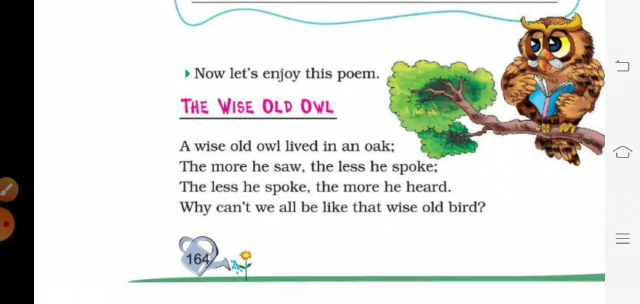 Now let's enjoy this poem.
THE WISE OLD OWL
A wise old owl lived in an oak;
The more he saw, the less he spoke;
The less he spoke, the more he heard.
Why can't we all be like that wise old bird?
164